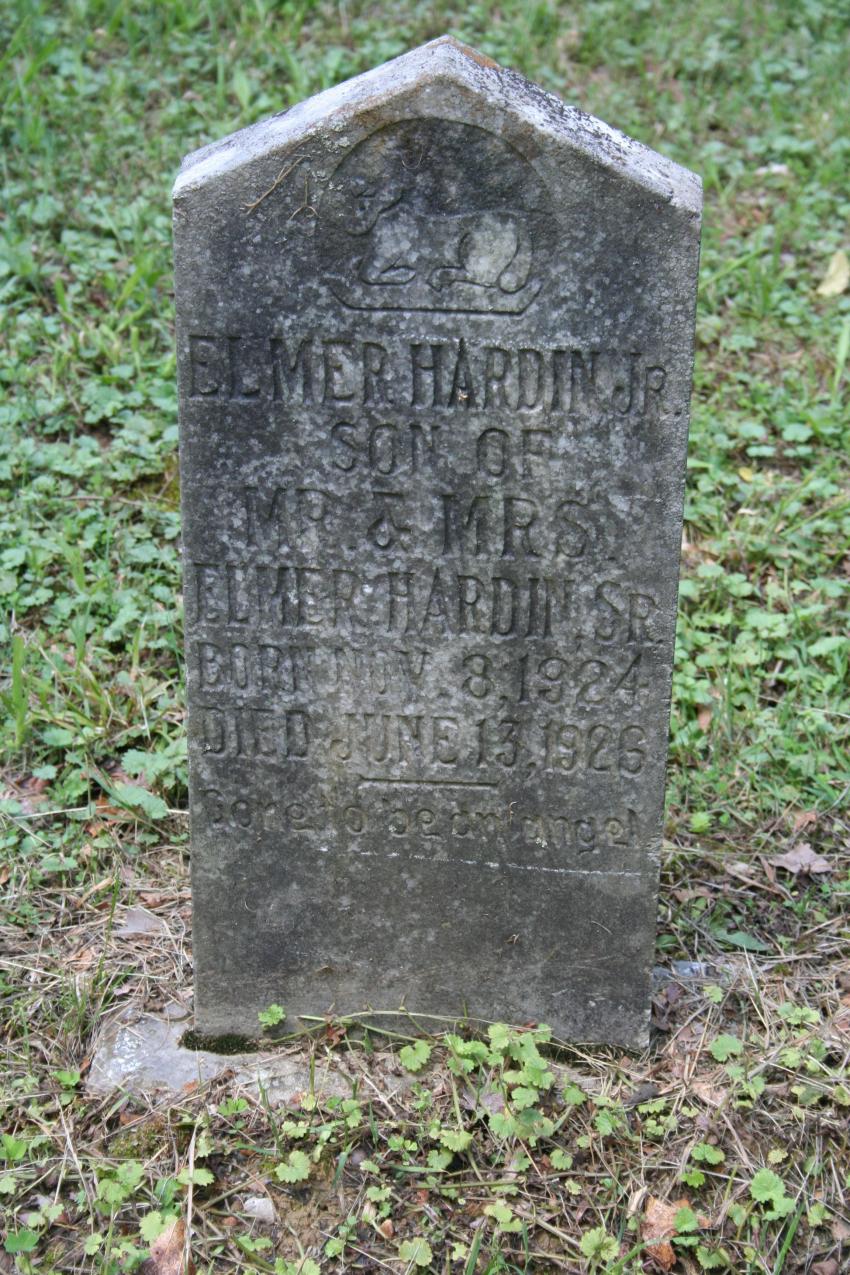 ELMER HARDIN, Jr.
SON OF
MR. & MRS.
ELMER HARDIN, SR.
BORN NOV. 8, 1924
DIED JUNE 13, 1926
Gone to be an angel